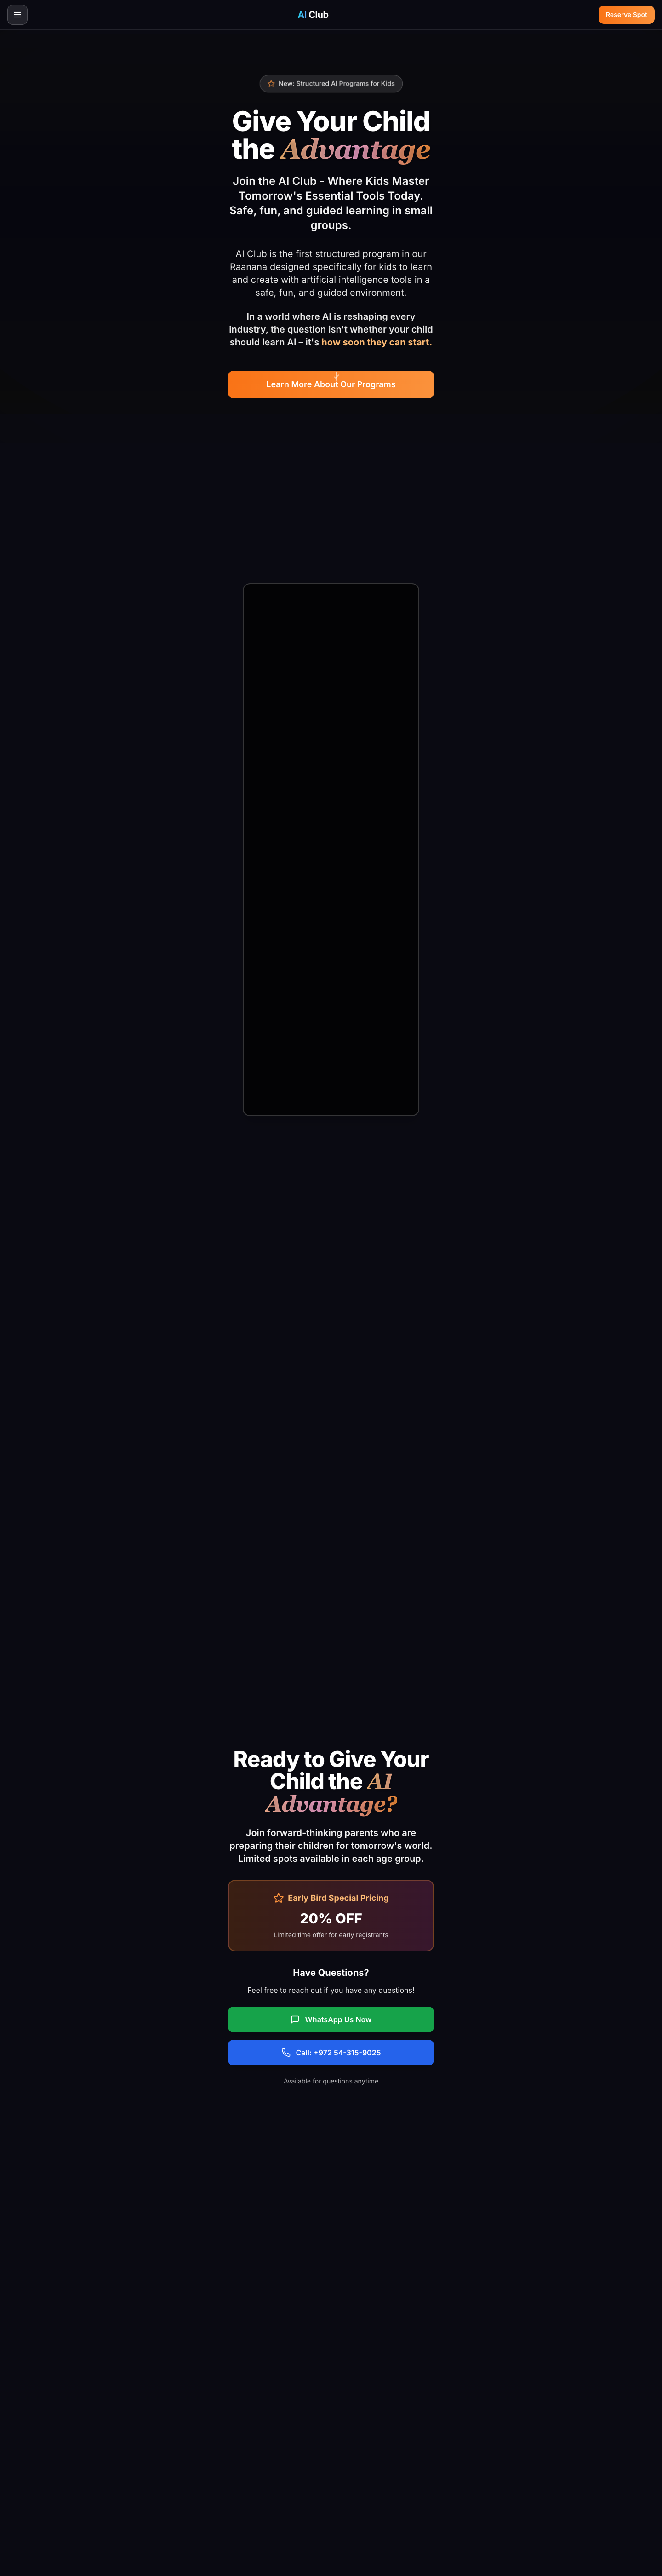 AI Club
Reserve Spot
New: Structured AI Programs for Kids
Give Your Child
the Advantage
Join the AI Club - Where Kids Master
Tomorrow's Essential Tools Today.
Safe, fun, and guided learning in small
groups.
AI Club is the first structured program in our
Raanana designed specifically for kids to learn
and create with artificial intelligence tools in a
safe, fun, and guided environment.
In a world where AI is reshaping every
industry, the question isn't whether your child
should learn AI – it's how soon they can start.
Learn More About Our Programs
Ready to Give Your
Child the AI
Advantage?
Join forward-thinking parents who are
preparing their children for tomorrow's world.
Limited spots available in each age group.
Early Bird Special Pricing
20% OFF
Limited time offer for early registrants
Have Questions?
Feel free to reach out if you have any questions!
WhatsApp Us Now
Call: +972 54-315-9025
Available for questions anytime